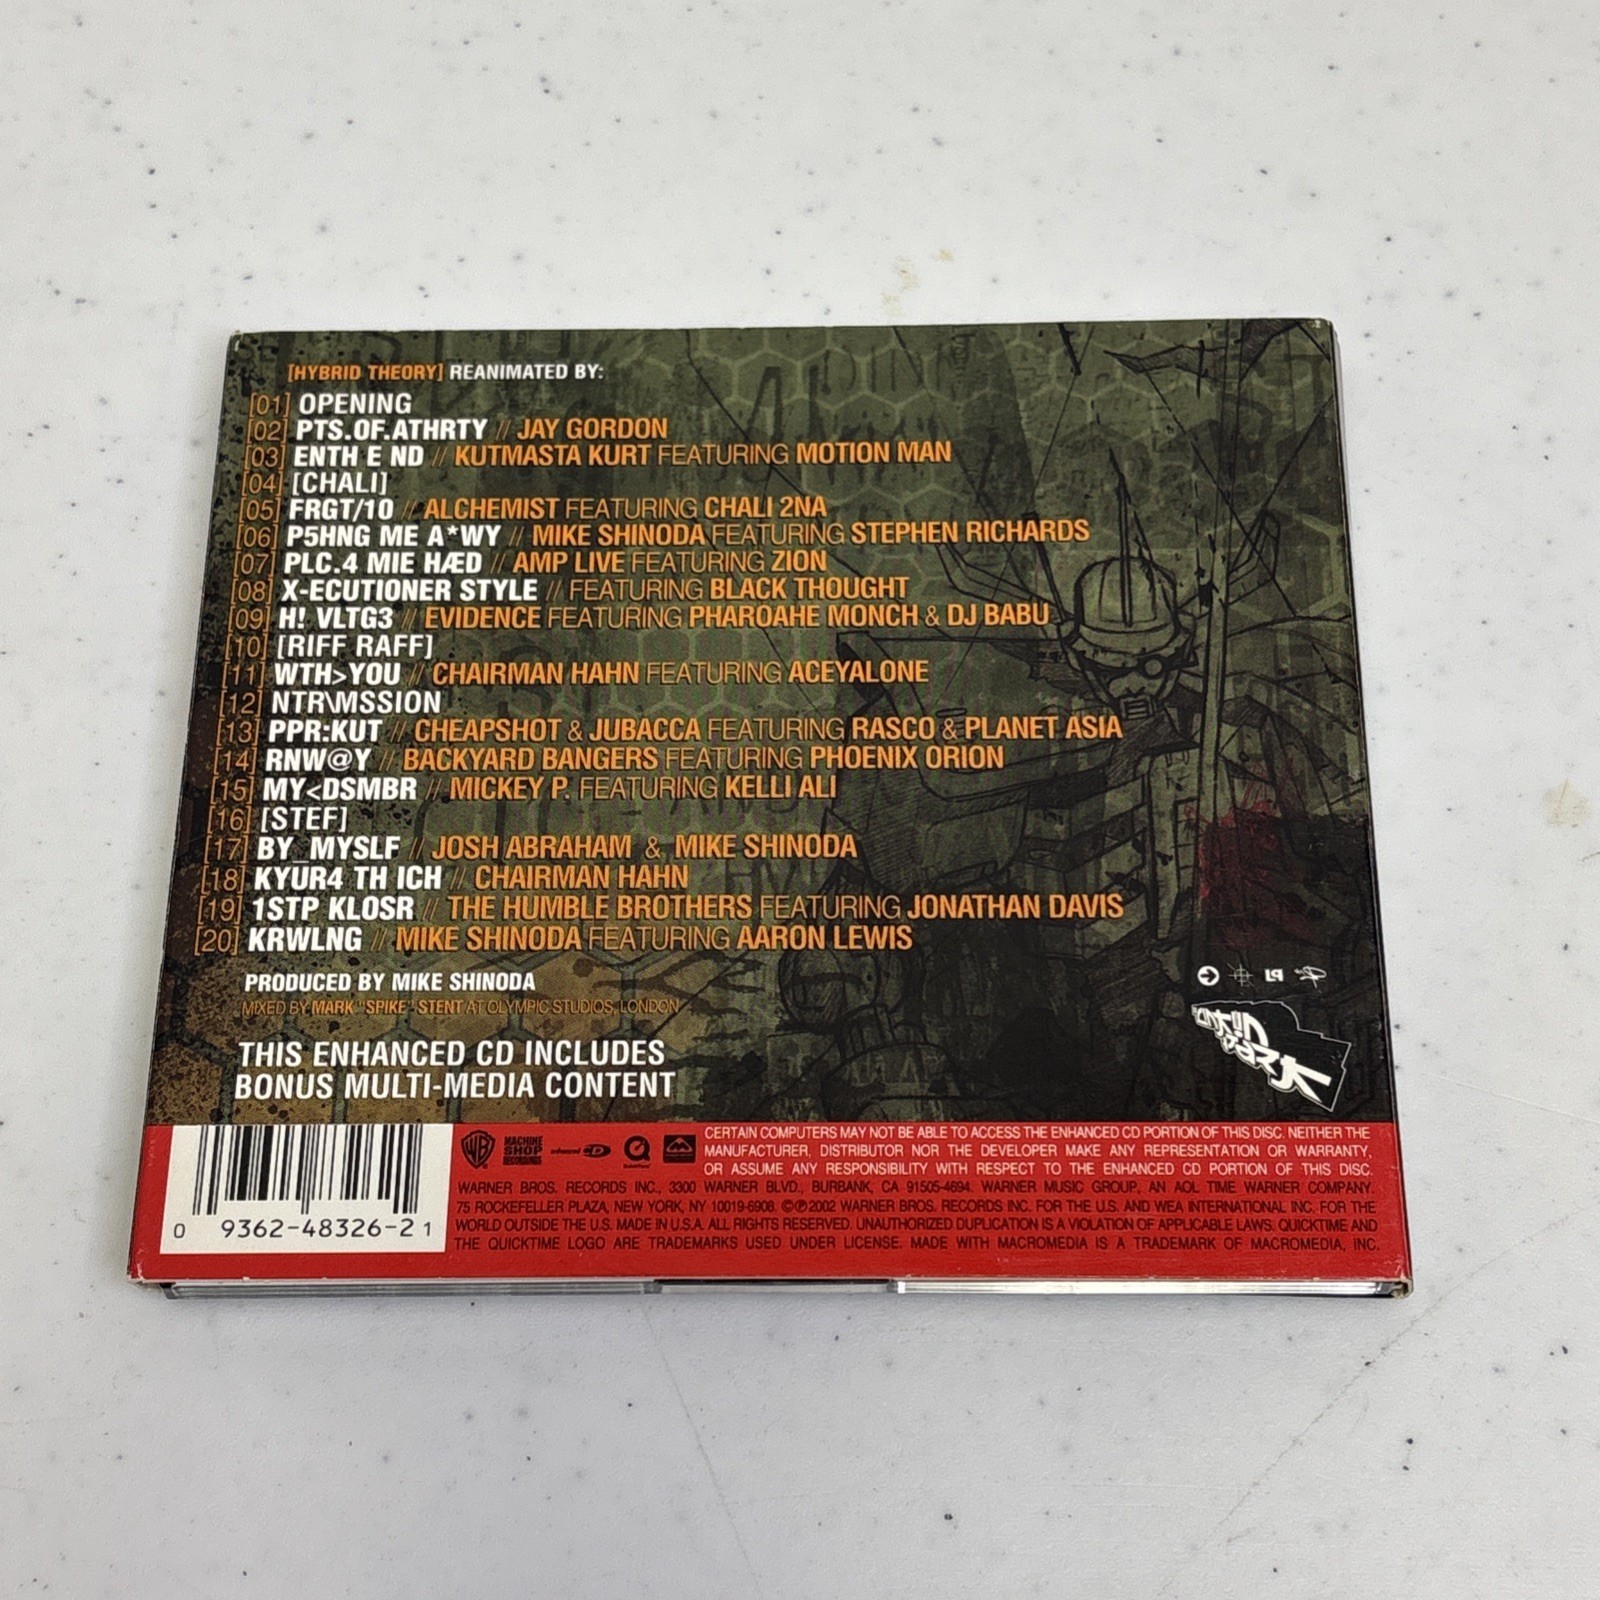 [HYBRID THEORY] REANIMATED BY:
[01] OPENING
[02] PTS.OF.ATHRTY // JAY GORDON
[03] ENTH E ND // KUTMASTA KURT FEATURING MOTION MAN
[04] [CHALI]
[05] FRGT/10 // ALCHEMIST FEATURING CHALI 2NA
[06] P5HNG ME A*WY // MIKE SHINODA FEATURING STEPHEN RICHARDS
[07] PLC.4 MIE HÆD // AMP LIVE FEATURING ZION
[08] X-ECUTIONER STYLE // FEATURING BLACK THOUGHT
[09] H! VLTG3 // EVIDENCE FEATURING PHAROAHE MONCH & DJ BABU
[10] [RIFF RAFF]
[11] WTH>YOU // CHAIRMAN HAHN FEATURING ACEYALONE
[12] NTR\MSSION
[13] PPR:KUT // CHEAPSHOT & JUBACCA FEATURING RASCO & PLANET ASIA
[14] RNW@Y // BACKYARD BANGERS FEATURING PHOENIX ORION
[15] MY<DSMBR // MICKEY P. FEATURING KELLI ALI
[16] [STEF]
[17] BY_MYSLF // JOSH ABRAHAM & MIKE SHINODA
[18] KYUR4 TH ICH // CHAIRMAN HAHN
[19] 1STP KLOSR // THE HUMBLE BROTHERS FEATURING JONATHAN DAVIS
[20] KRWLNG // MIKE SHINODA FEATURING AARON LEWIS
PRODUCED BY MIKE SHINODA
MIXED BY MARK "SPIKE" STENT AT OLYMPIC STUDIOS, LONDON
THIS ENHANCED CD INCLUDES
BONUS MULTI-MEDIA CONTENT
LP
LINKIN
PARK
0 9362-48326-2 1
WB
MACHINE
SHOP
RECORDINGS
enhanced CD
CERTAIN COMPUTERS MAY NOT BE ABLE TO ACCESS THE ENHANCED CD PORTION OF THIS DISC. NEITHER THE
MANUFACTURER, DISTRIBUTOR NOR THE DEVELOPER MAKE ANY REPRESENTATION OR WARRANTY,
OR ASSUME ANY RESPONSIBILITY WITH RESPECT TO THE ENHANCED CD PORTION OF THIS DISC.
WARNER BROS. RECORDS INC., 3300 WARNER BLVD., BURBANK, CA 91505-4694. WARNER MUSIC GROUP, AN AOL TIME WARNER COMPANY.
75 ROCKEFELLER PLAZA, NEW YORK, NY 10019-6908. ©℗2002 WARNER BROS. RECORDS INC. FOR THE U.S. AND WEA INTERNATIONAL INC. FOR THE
WORLD OUTSIDE THE U.S. MADE IN U.S.A. ALL RIGHTS RESERVED. UNAUTHORIZED DUPLICATION IS A VIOLATION OF APPLICABLE LAWS. QUICKTIME AND
THE QUICKTIME LOGO ARE TRADEMARKS USED UNDER LICENSE. MADE WITH MACROMEDIA IS A TRADEMARK OF MACROMEDIA, INC.